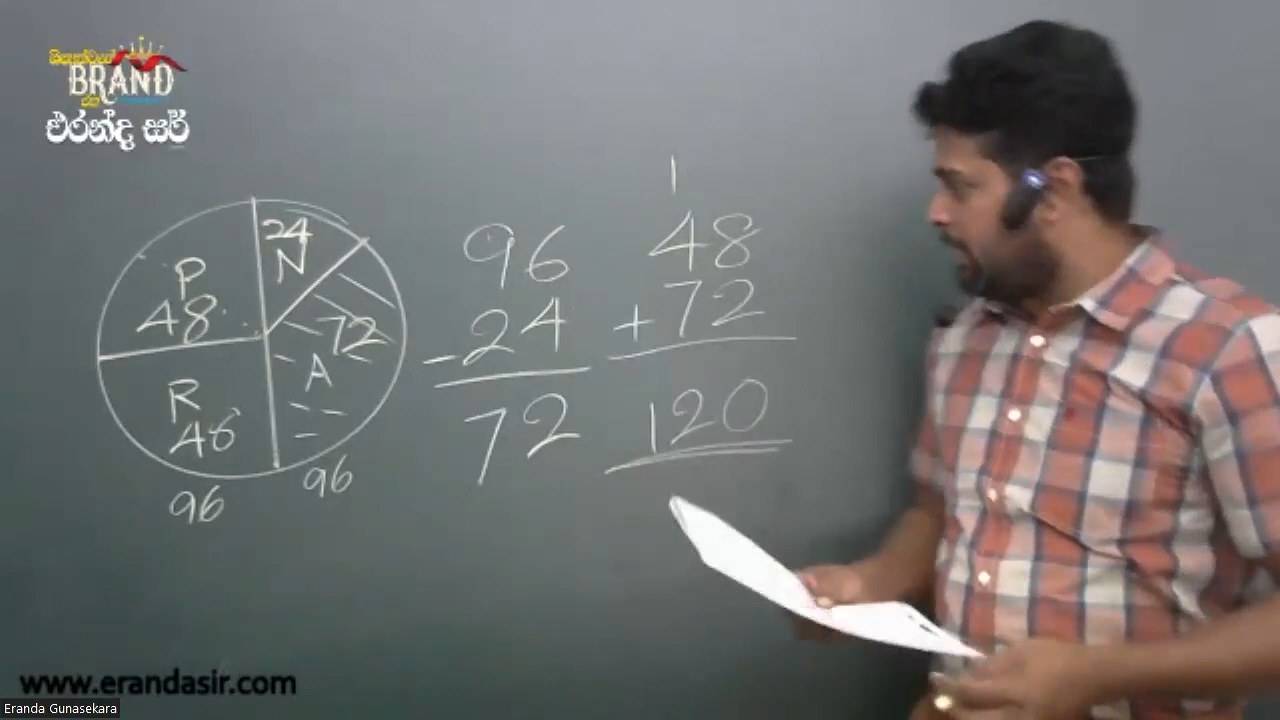 BRAND
එරන්ද සර්
24
N
P
48
72
A
R
48
96
96
96
-24
72
1
48
+72
120
www.erandasir.com
Eranda Gunasekara